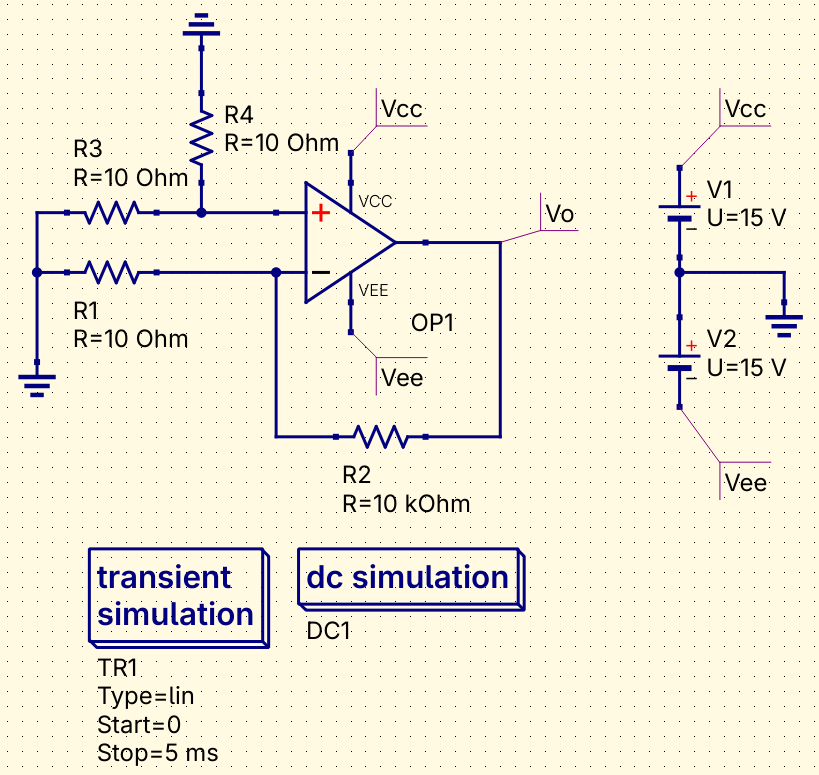 R4
R=10 Ohm
R3
R=10 Ohm
Vcc
VCC
+
−
VEE
OP1
Vee
Vo
R1
R=10 Ohm
R2
R=10 kOhm
Vcc
+
V1
U=15 V
−
+
V2
U=15 V
−
Vee
transient
simulation
TR1
Type=lin
Start=0
Stop=5 ms
dc simulation
DC1